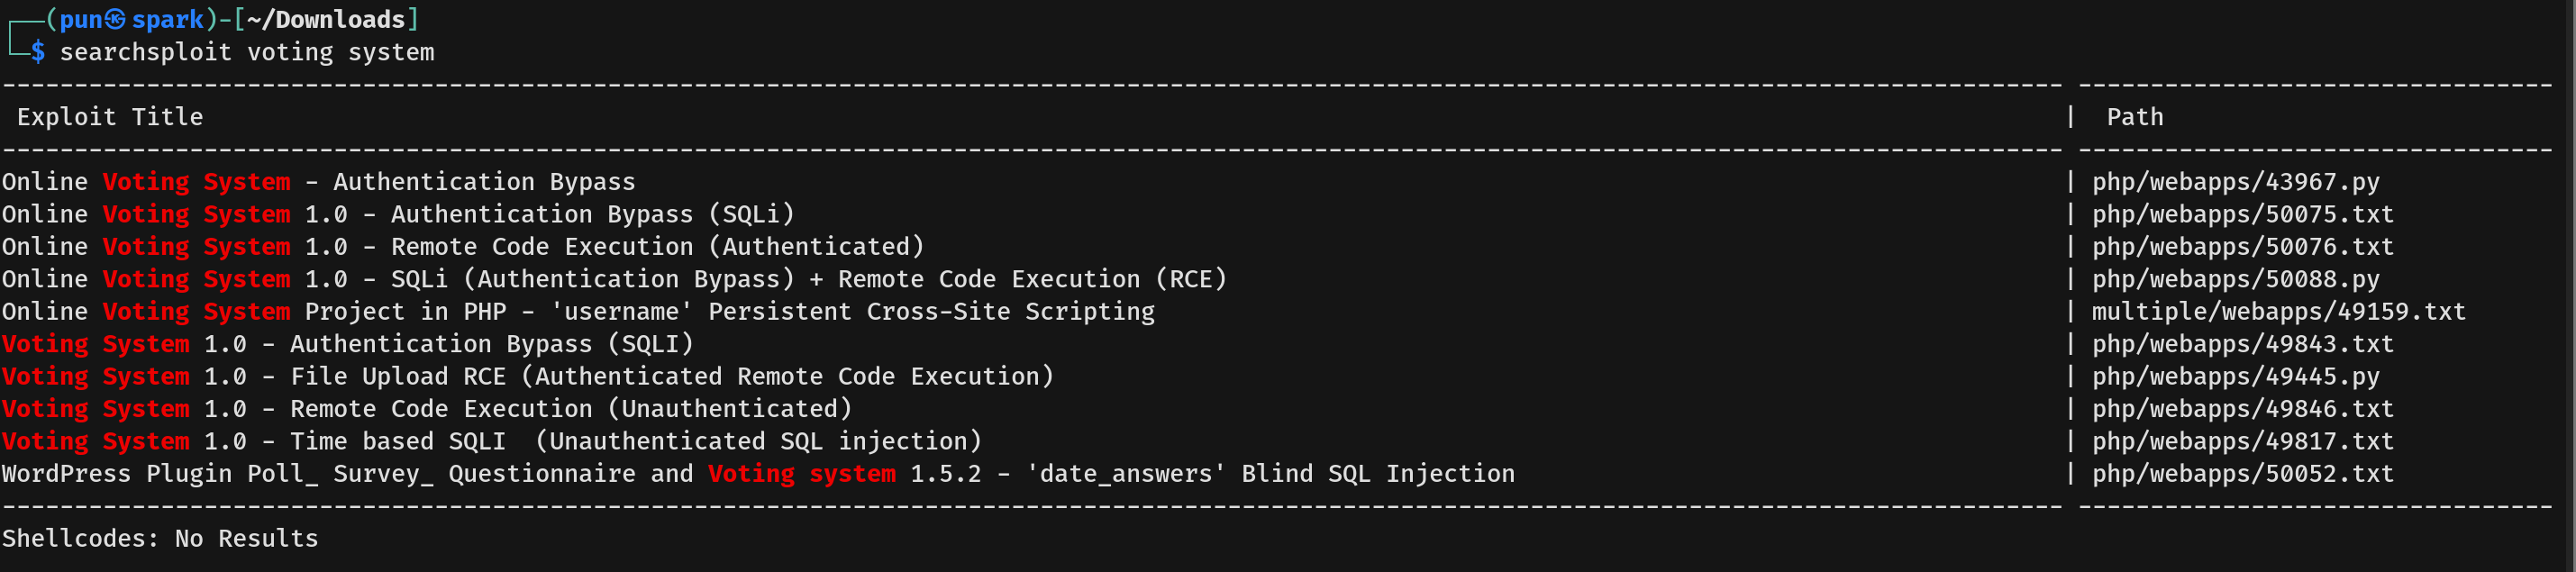 ┌──(pun㉿spark)-[~/Downloads]
└─$ searchsploit voting system
---------------------------------------------------------------------------------------------------------------------------------------------- ---------------------------------
 Exploit Title | Path
---------------------------------------------------------------------------------------------------------------------------------------------- ---------------------------------
Online Voting System - Authentication Bypass | php/webapps/43967.py
Online Voting System 1.0 - Authentication Bypass (SQLi) | php/webapps/50075.txt
Online Voting System 1.0 - Remote Code Execution (Authenticated) | php/webapps/50076.txt
Online Voting System 1.0 - SQLi (Authentication Bypass) + Remote Code Execution (RCE) | php/webapps/50088.py
Online Voting System Project in PHP - 'username' Persistent Cross-Site Scripting | multiple/webapps/49159.txt
Voting System 1.0 - Authentication Bypass (SQLI) | php/webapps/49843.txt
Voting System 1.0 - File Upload RCE (Authenticated Remote Code Execution) | php/webapps/49445.py
Voting System 1.0 - Remote Code Execution (Unauthenticated) | php/webapps/49846.txt
Voting System 1.0 - Time based SQLI  (Unauthenticated SQL injection) | php/webapps/49817.txt
WordPress Plugin Poll_ Survey_ Questionnaire and Voting system 1.5.2 - 'date_answers' Blind SQL Injection | php/webapps/50052.txt
---------------------------------------------------------------------------------------------------------------------------------------------- ---------------------------------
Shellcodes: No Results